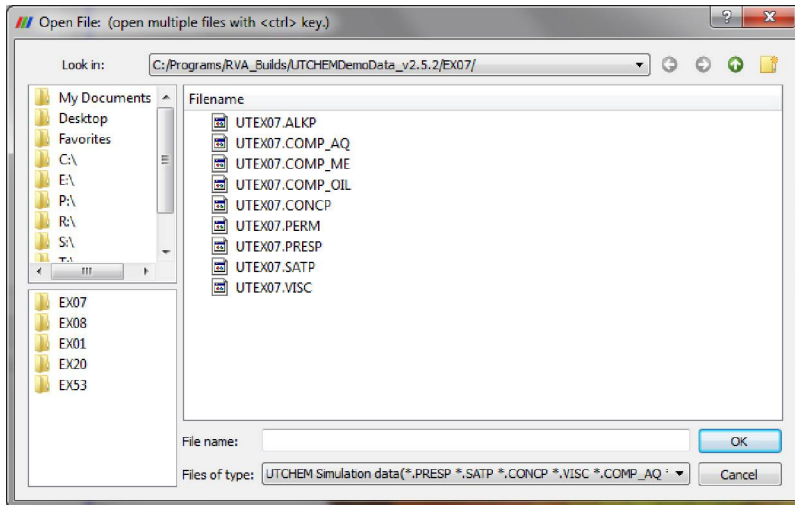 Open File: (open multiple files with <ctrl> key.)
Look in: C:/Programs/RVA_Builds/UTCHEMDemoData_v2.5.2/EX07/
My Documents
Desktop
Favorites
C:\
E:\
P:\
R:\
S:\
T:\
EX07
EX08
EX01
EX20
EX53
Filename
UTEX07.ALKP
UTEX07.COMP_AQ
UTEX07.COMP_ME
UTEX07.COMP_OIL
UTEX07.CONCP
UTEX07.PERM
UTEX07.PRESP
UTEX07.SATP
UTEX07.VISC
File name:
OK
Files of type: UTCHEM Simulation data(*.PRESP *.SATP *.CONCP *.VISC *.COMP_AQ *
Cancel